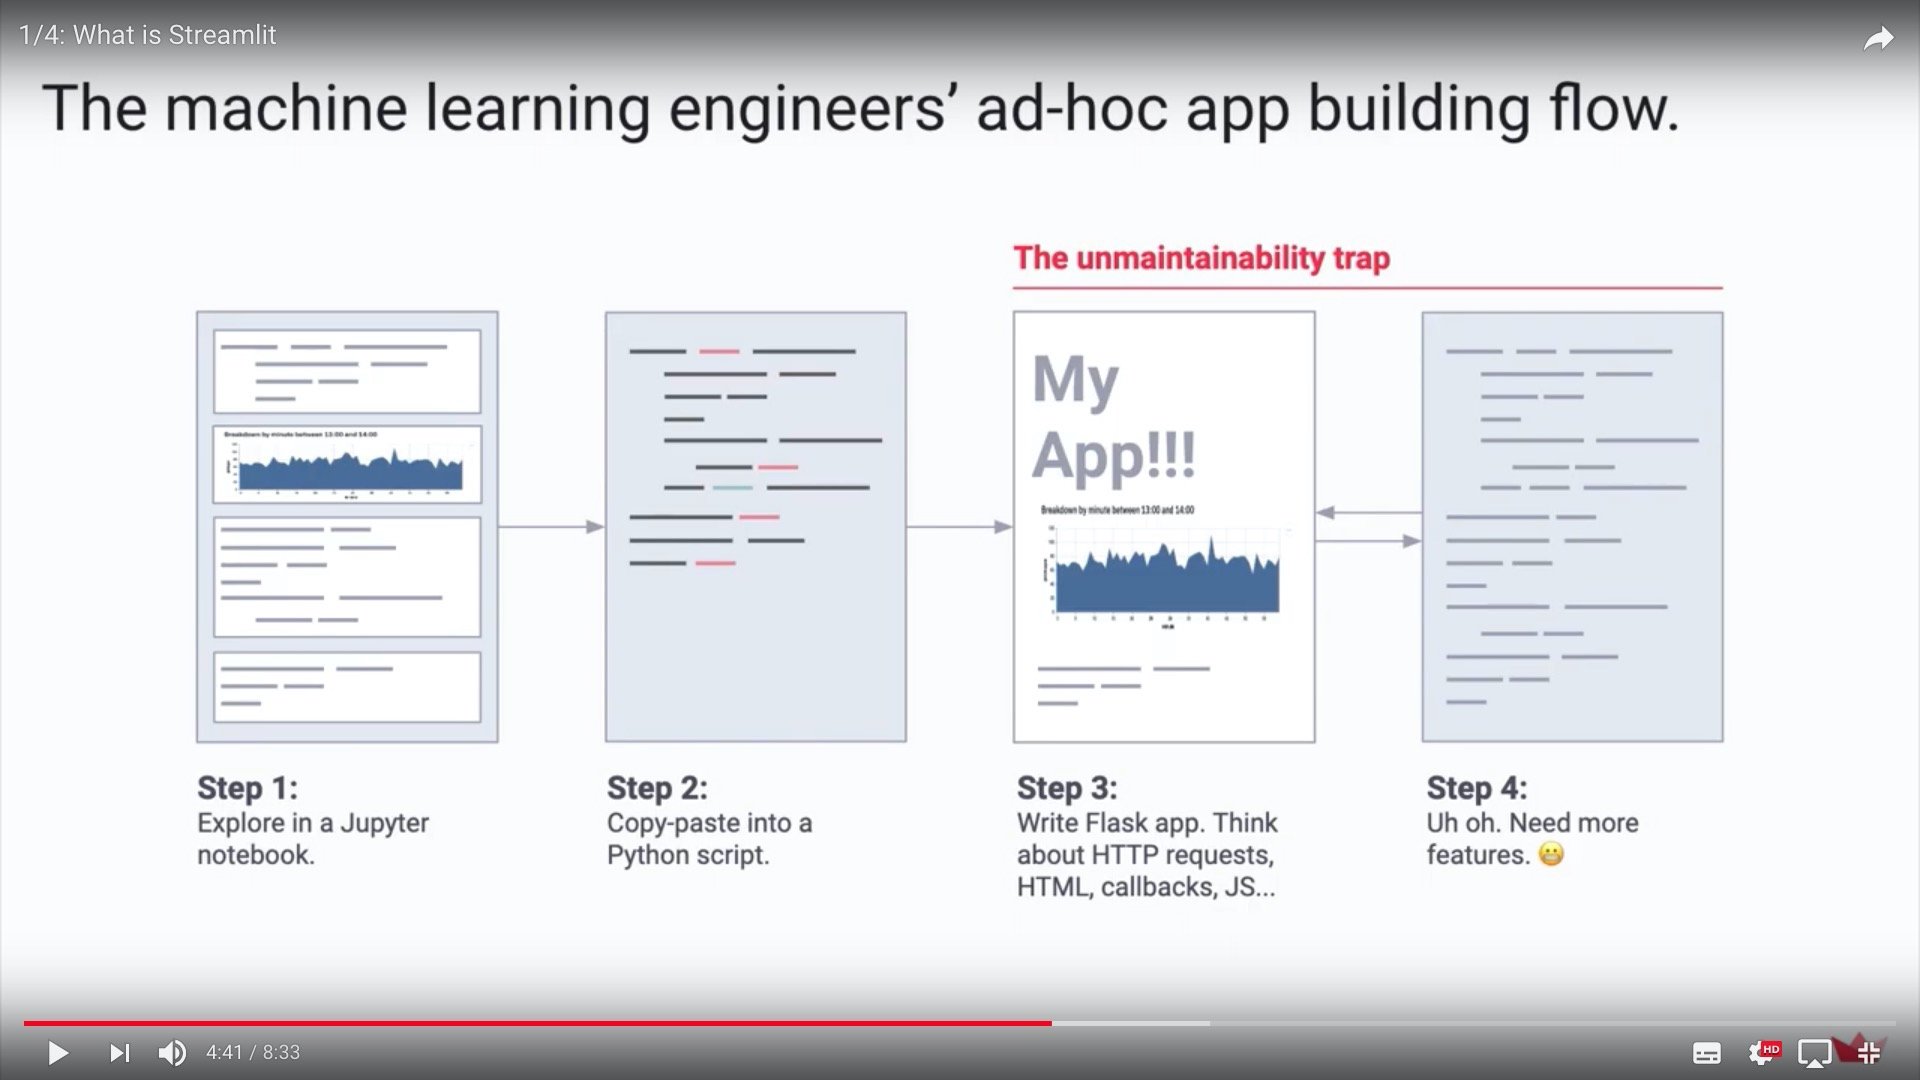 1/4: What is Streamlit
The machine learning engineers’ ad-hoc app building flow.
The unmaintainability trap
Breakdown by minute between 13:00 and 14:00
My
App!!!
Breakdown by minute between 13:00 and 14:00
Step 1:
Explore in a Jupyter
notebook.
Step 2:
Copy-paste into a
Python script.
Step 3:
Write Flask app. Think
about HTTP requests,
HTML, callbacks, JS...
Step 4:
Uh oh. Need more
features. 😬
4:41 / 8:33
HD